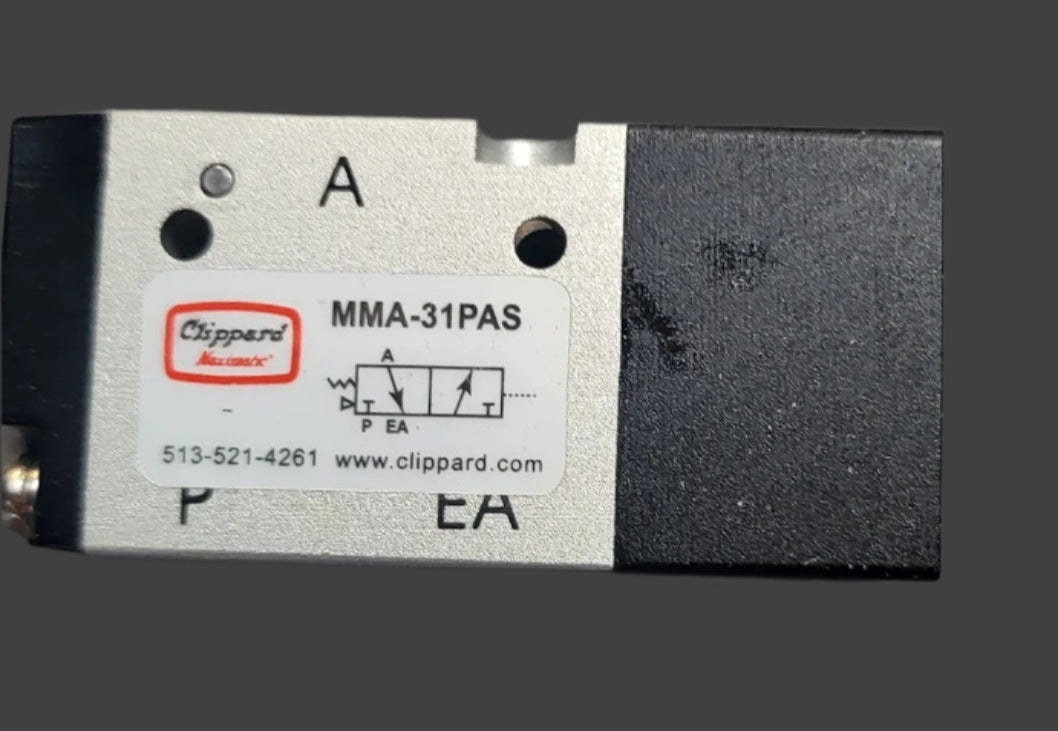 A
Clippard
Maximatic
MMA-31PAS
A
P EA
513-521-4261 www.clippard.com
P EA